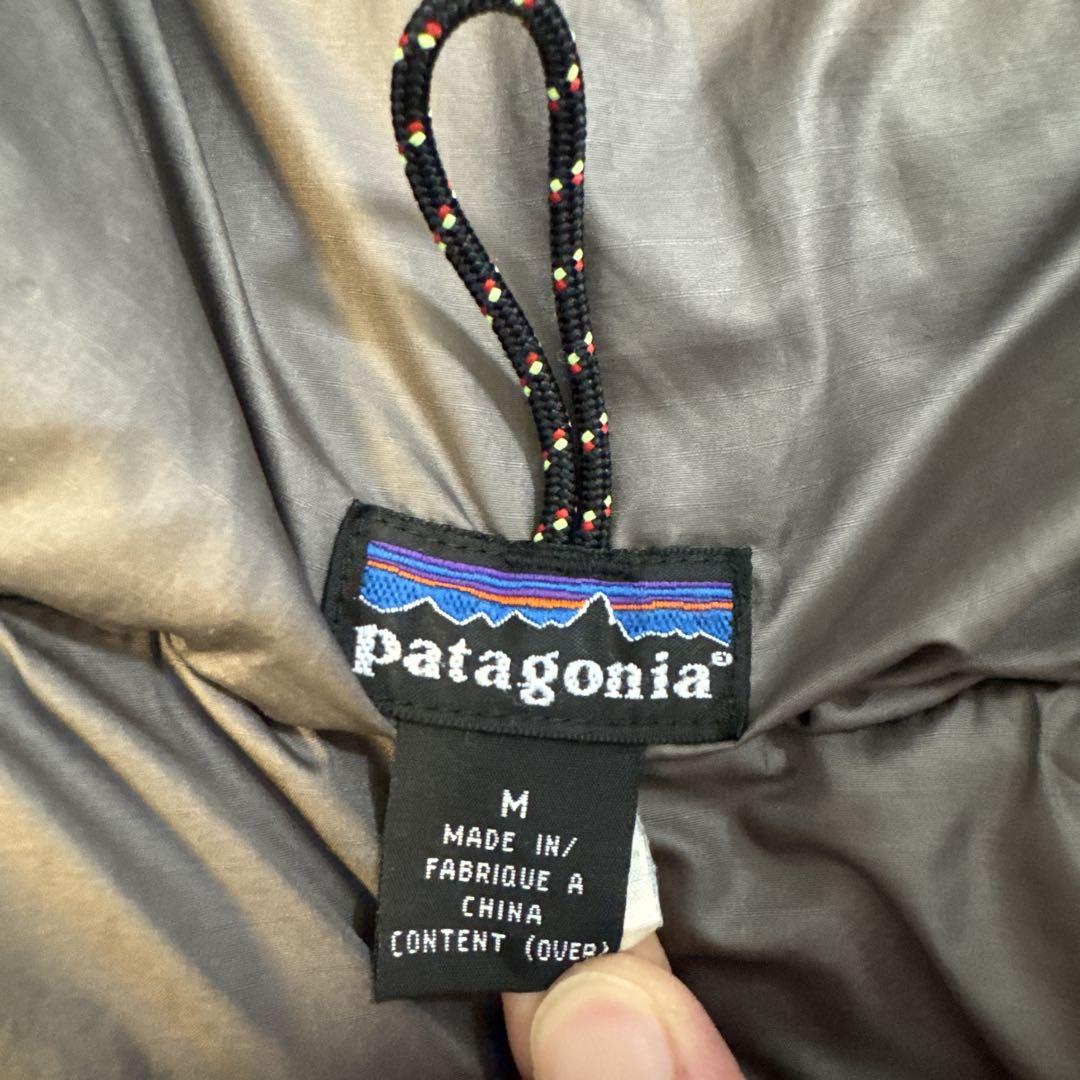 patagonia®
M
MADE IN/
FABRIQUE A
CHINA
CONTENT (OVER)